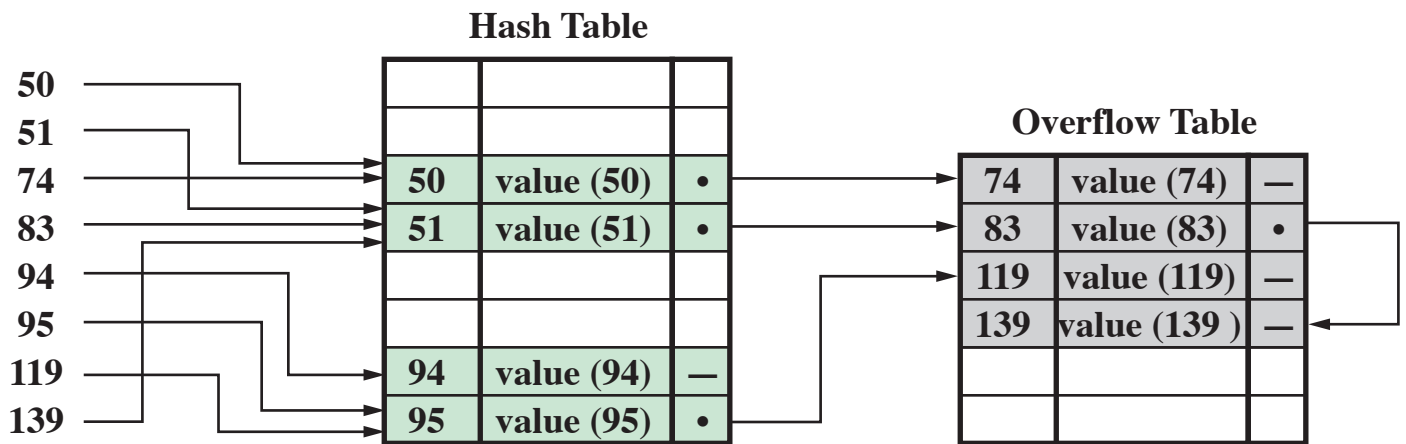 Hash Table
Overflow Table
50
51
74
83
94
95
119
139
50 value (50) •
51 value (51) •
94 value (94) —
95 value (95) •
74 value (74) —
83 value (83) •
119 value (119) —
139 value (139 ) —